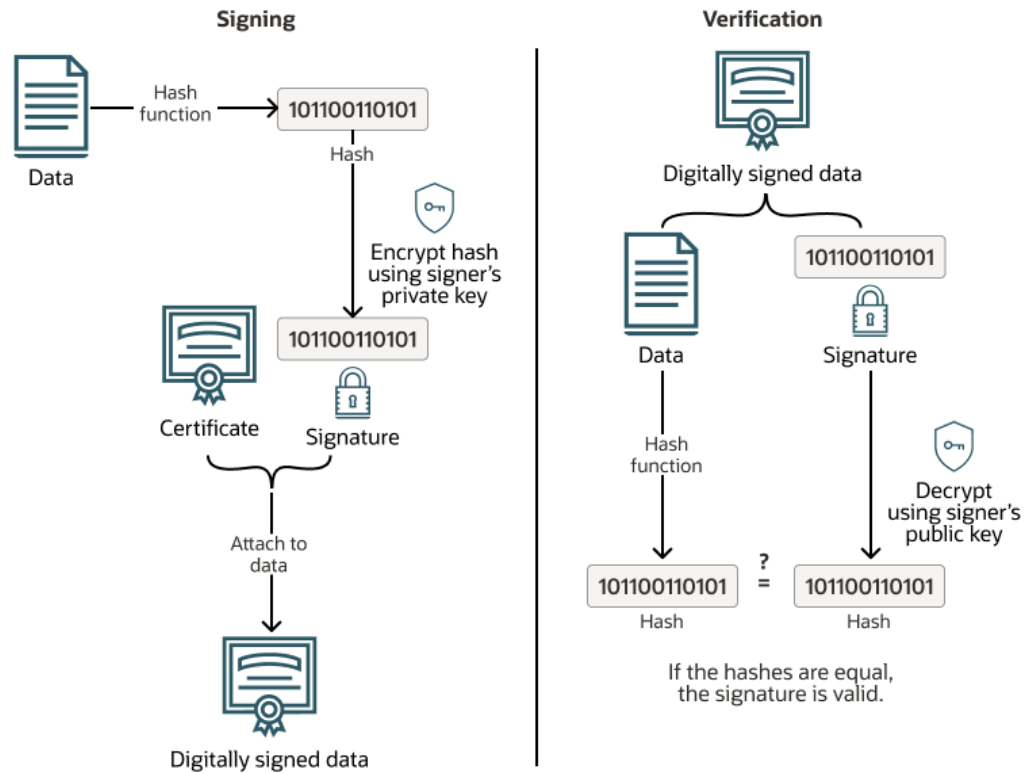 Signing
Data
Hash
function
101100110101
Hash
Encrypt hash
using signer's
private key
101100110101
Certificate
Signature
Attach to
data
Digitally signed data
Verification
Digitally signed data
Data
101100110101
Signature
Hash
function
Decrypt
using signer's
public key
101100110101
Hash
?
=
101100110101
Hash
If the hashes are equal,
the signature is valid.